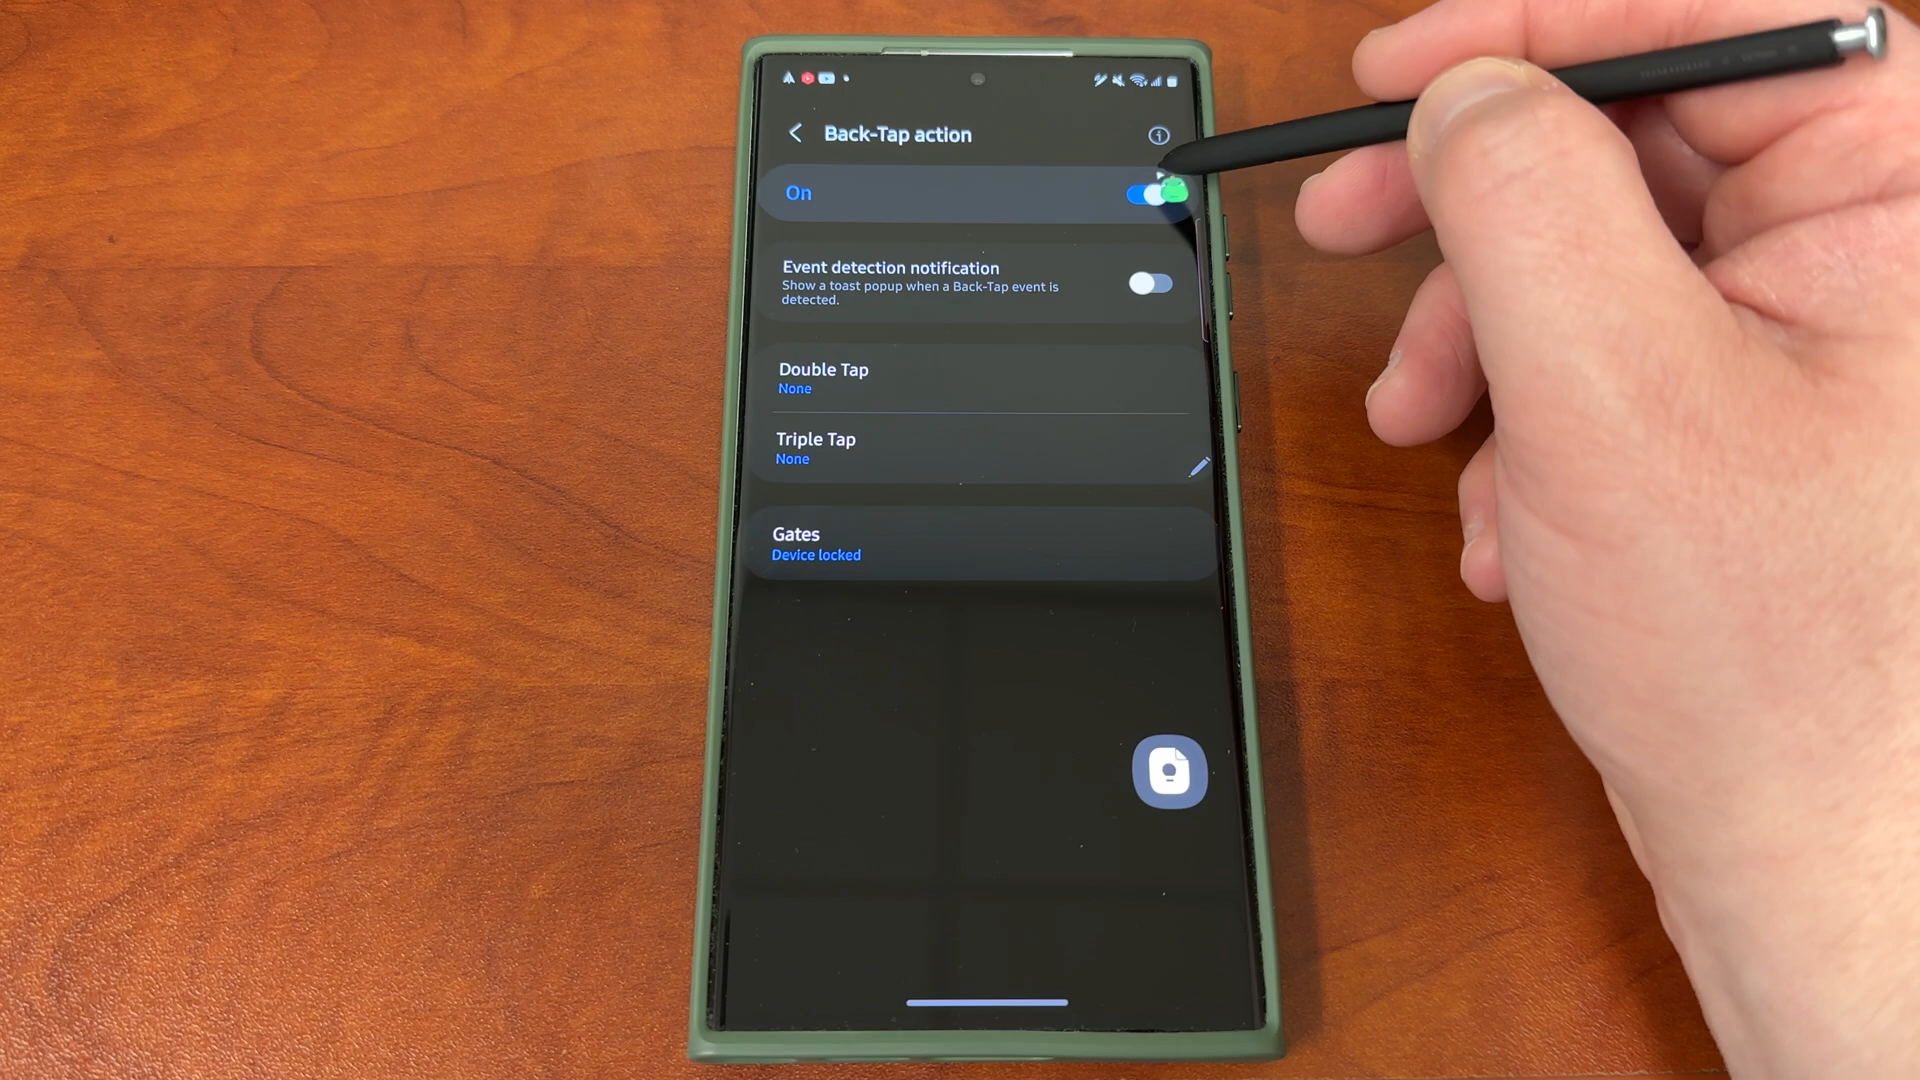 Back-Tap action
On
Event detection notification
Show a toast popup when a Back-Tap event is
detected.
Double Tap
None
Triple Tap
None
Gates
Device locked